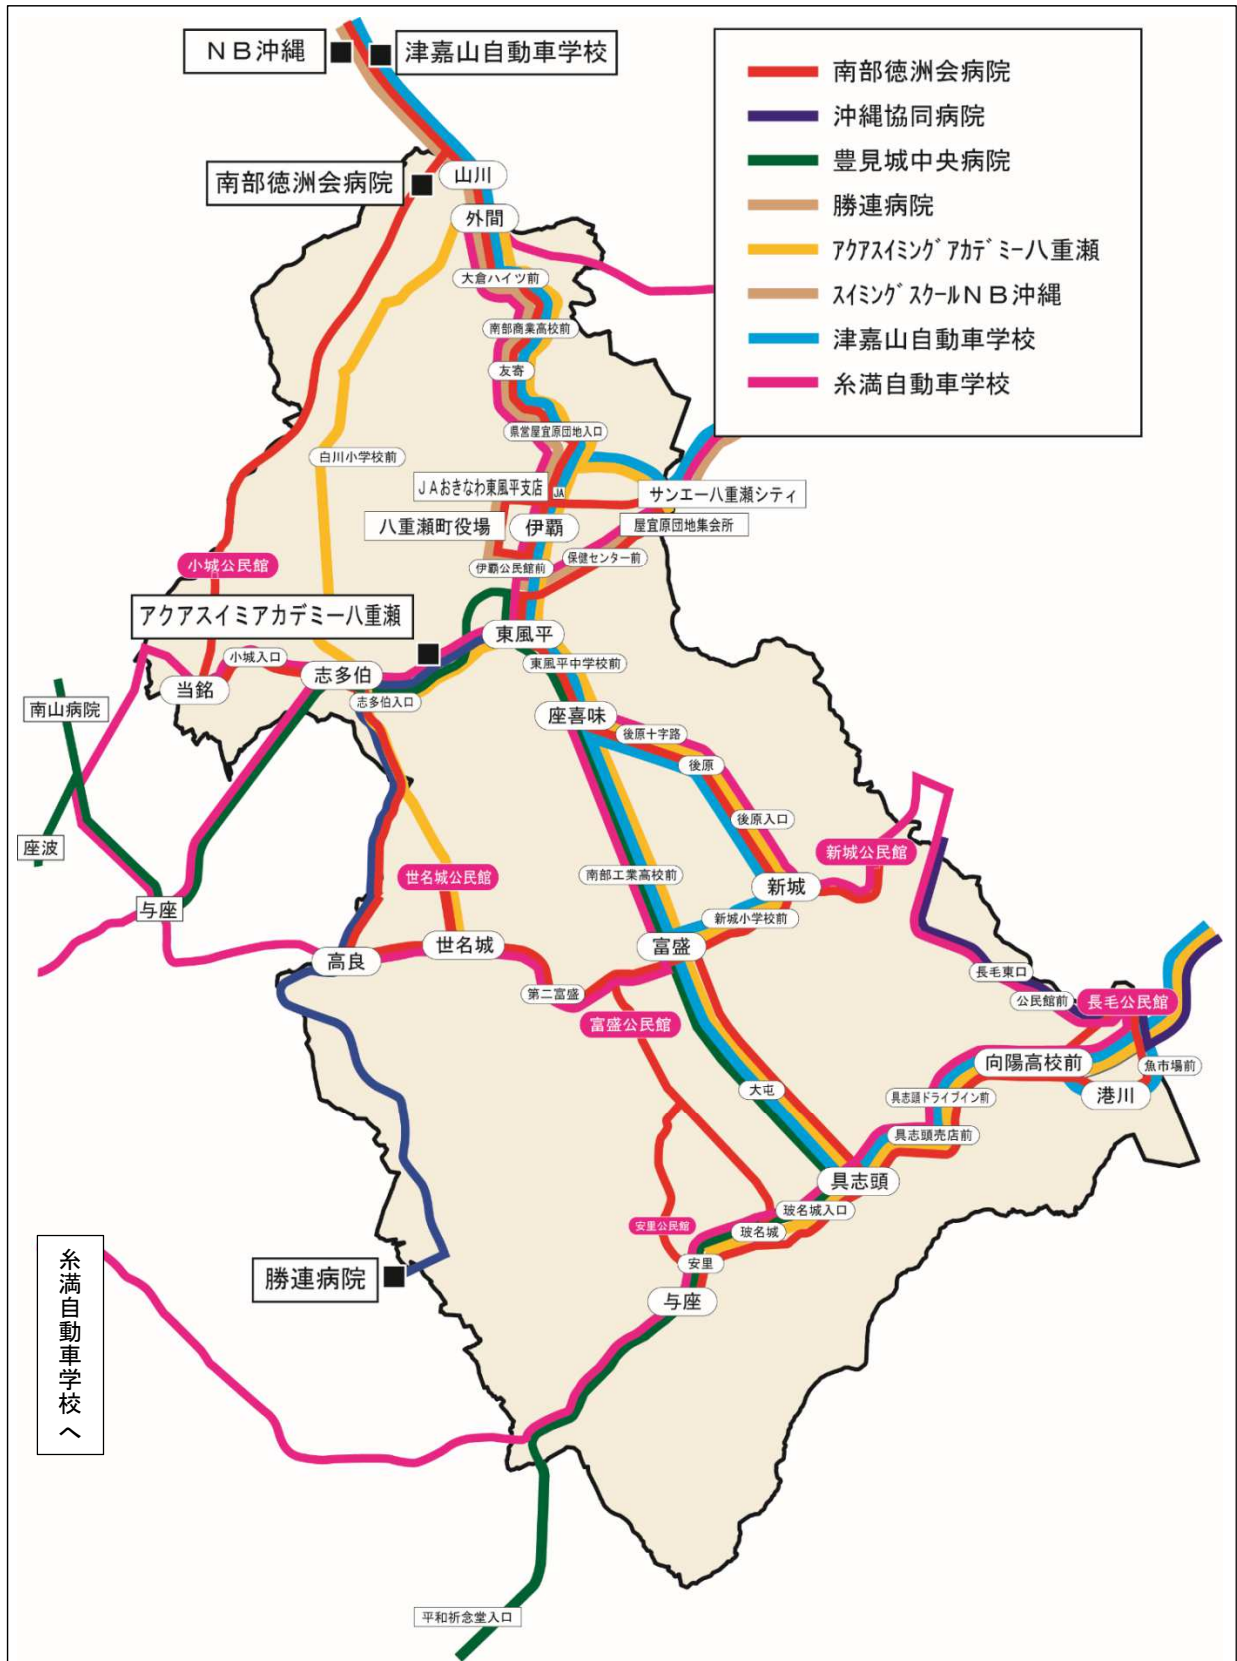 ＮＢ沖縄
津嘉山自動車学校
南部徳洲会病院
沖縄協同病院
豊見城中央病院
勝連病院
ｱｸｱｽｲﾐﾝｸﾞｱｶﾃﾞﾐｰ八重瀬
ｽｲﾐﾝｸﾞｽｸｰﾙＮＢ沖縄
津嘉山自動車学校
糸満自動車学校
南部徳洲会病院
山川
外間
大倉ハイツ前
南部商業高校前
友寄
県営屋宜原団地入口
白川小学校前
ＪＡおきなわ東風平支店
JA
サンエー八重瀬シティ
八重瀬町役場
伊覇
屋宜原団地集会所
伊覇公民館前
保健センター前
小城公民館
アクアスイミアカデミー八重瀬
東風平
東風平中学校前
小城入口
志多伯
当銘
志多伯入口
南山病院
座喜味
後原十字路
後原
後原入口
座波
新城公民館
世名城公民館
南部工業高校前
新城
与座
新城小学校前
高良
世名城
富盛
第二富盛
長毛東口
公民館前
長毛公民館
富盛公民館
向陽高校前
魚市場前
大屯
具志頭ドライブイン前
港川
具志頭売店前
具志頭
玻名城入口
安里公民館
玻名城
安里
勝連病院
与座
糸満自動車学校へ
平和祈念堂入口